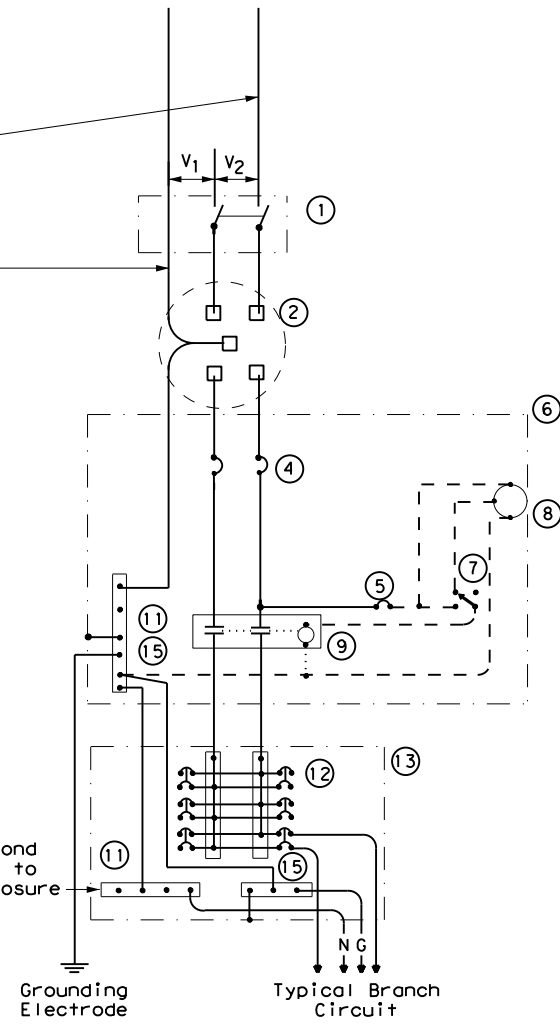 V1 V2
1
2
6
4
8
7
5
11
9
15
13
12
11
15
ond
to
osure
N G
Grounding
Electrode
Typical Branch
Circuit